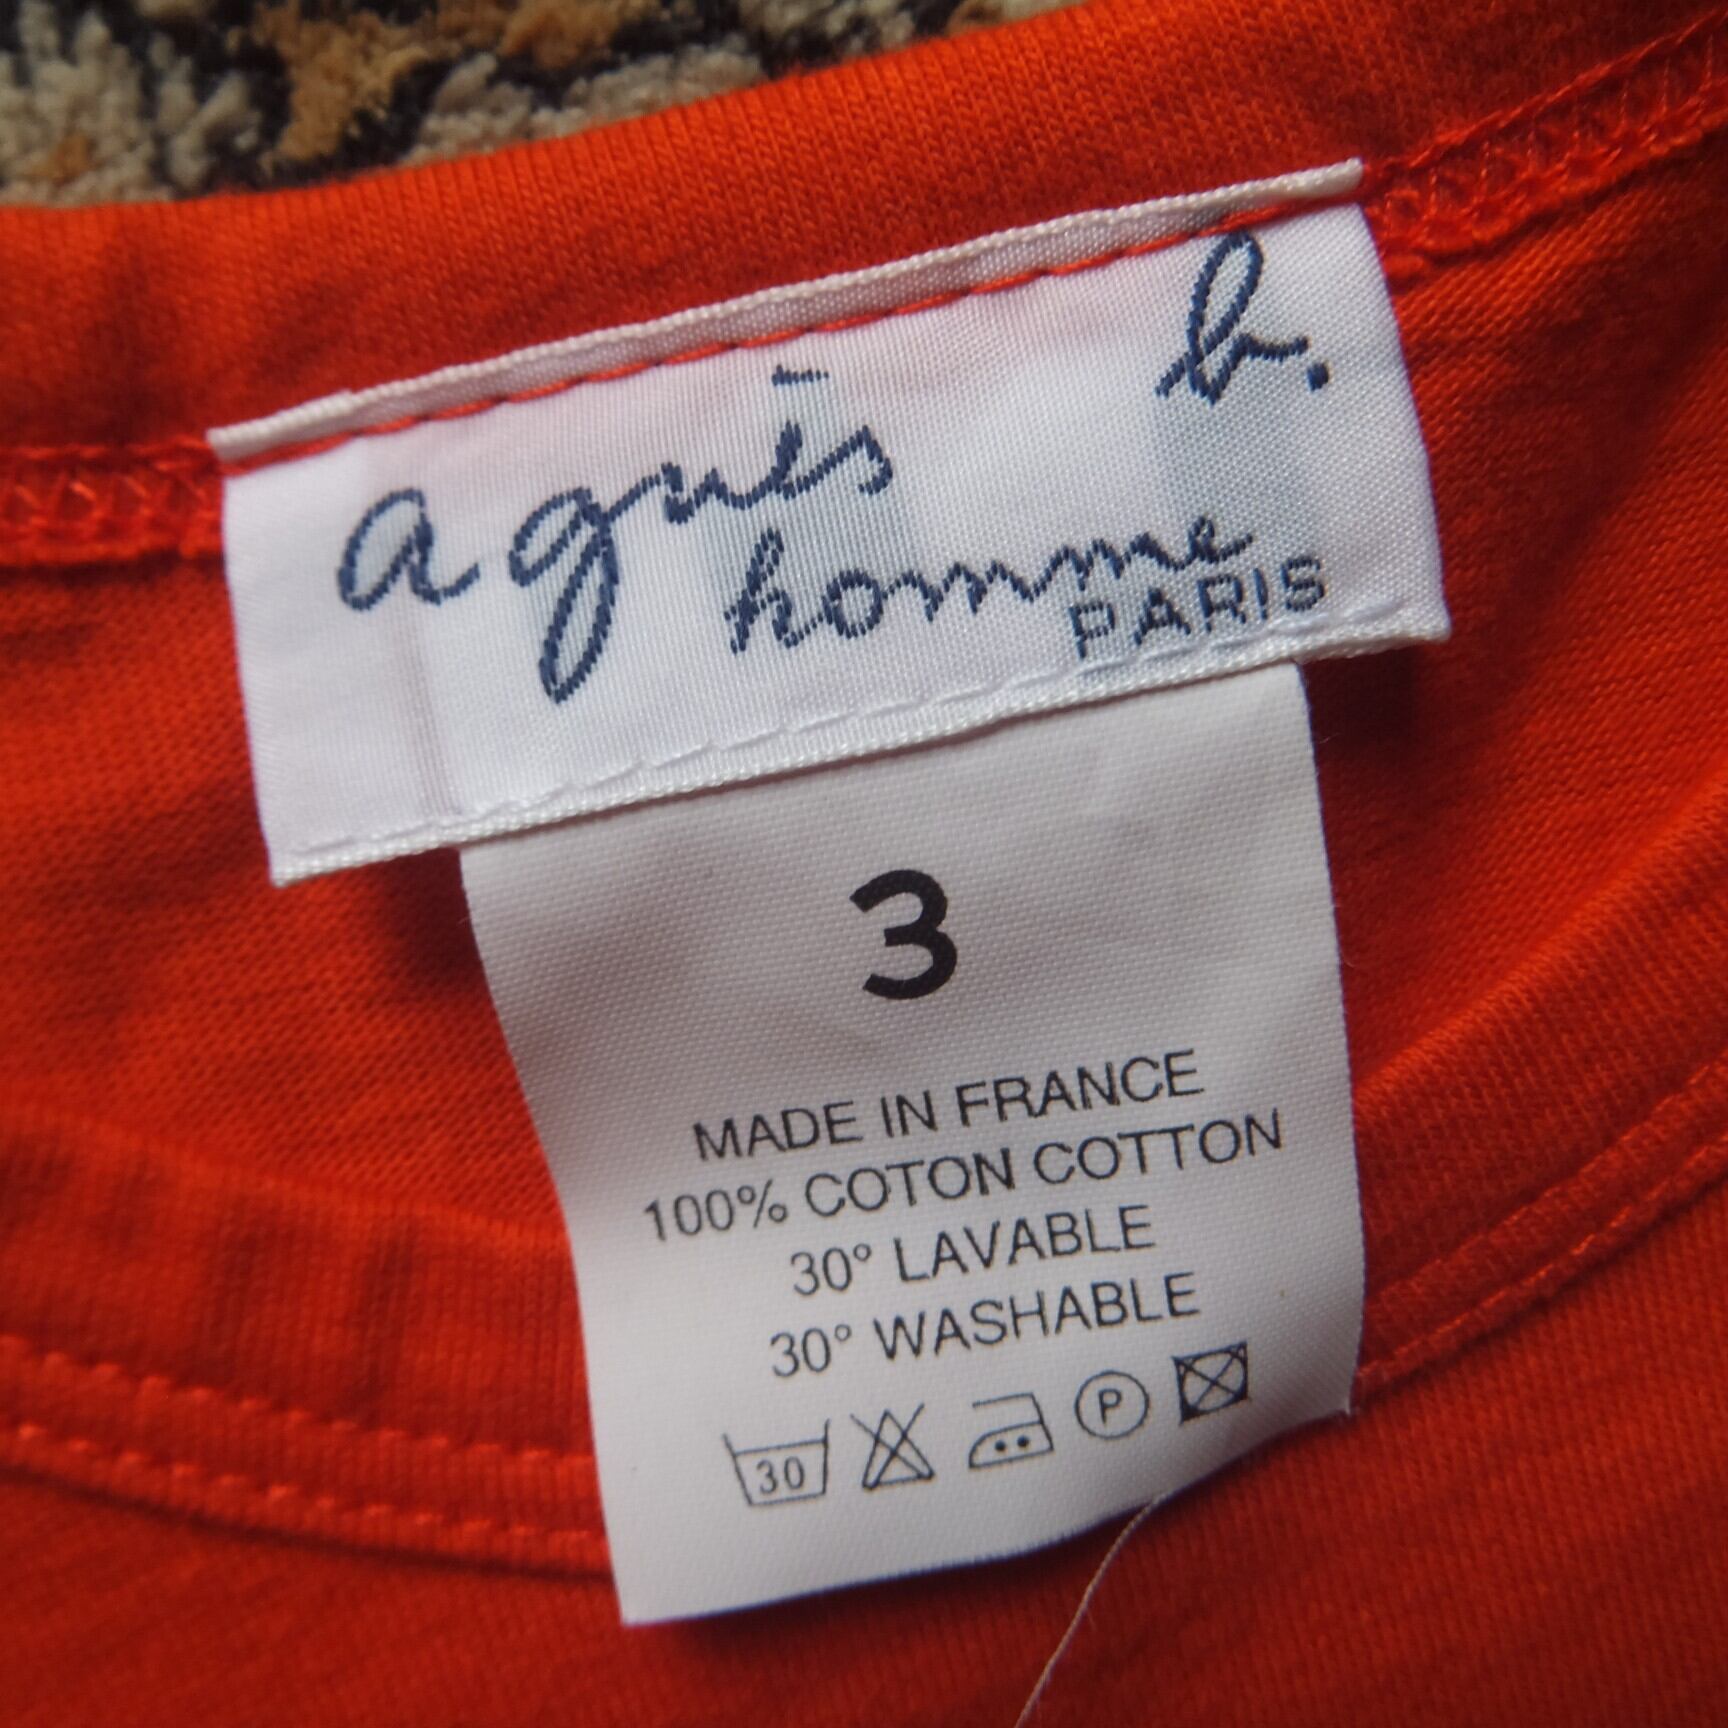 agnès b.
homme
PARIS
3
MADE IN FRANCE
100% COTON COTTON
30° LAVABLE
30° WASHABLE
30 P